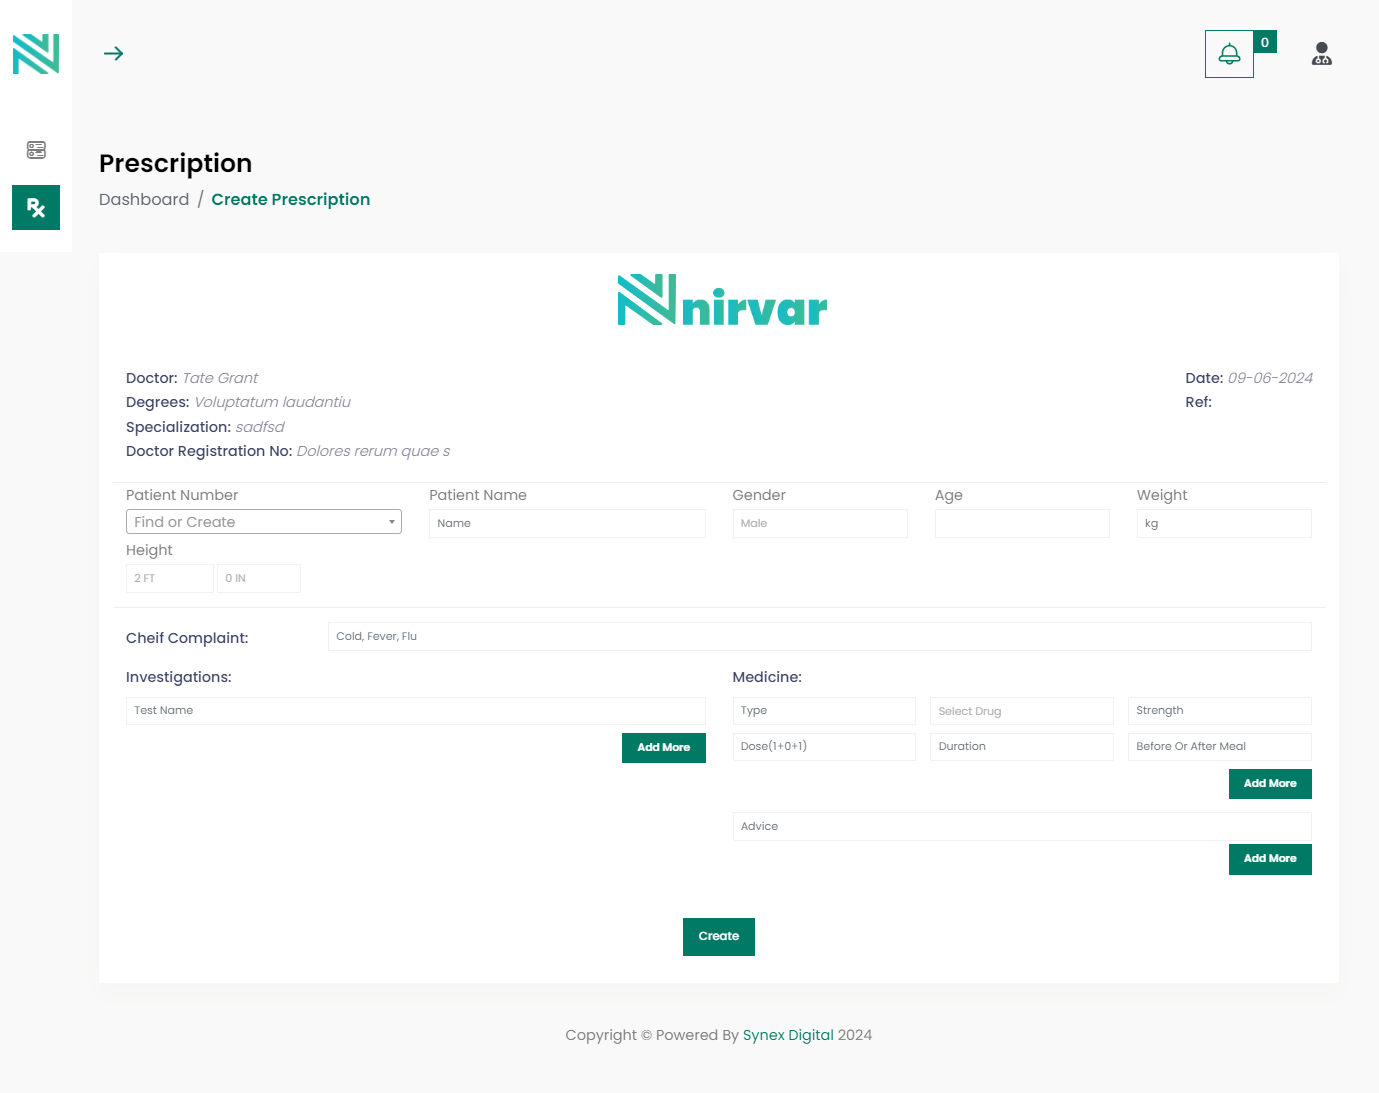 0
Prescription
Dashboard / Create Prescription
nirvar
Doctor: Tate Grant
Date: 09-06-2024
Degrees: Voluptatum laudantiu
Ref:
Specialization: sadfsd
Doctor Registration No: Dolores rerum quae s
Patient Number Patient Name Gender Age Weight
Find or Create Name Male kg
Height
2 FT 0 IN
Cheif Complaint: Cold, Fever, Flu
Investigations: Medicine:
Test Name Type Select Drug Strength
Add More Dose(1+0+1) Duration Before Or After Meal
Add More
Advice
Add More
Create
Copyright © Powered By Synex Digital 2024